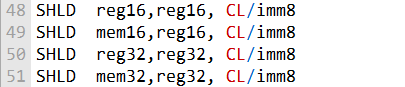 48 SHLD  reg16,reg16, CL/imm8
49 SHLD  mem16,reg16, CL/imm8
50 SHLD  reg32,reg32, CL/imm8
51 SHLD  mem32,reg32, CL/imm8